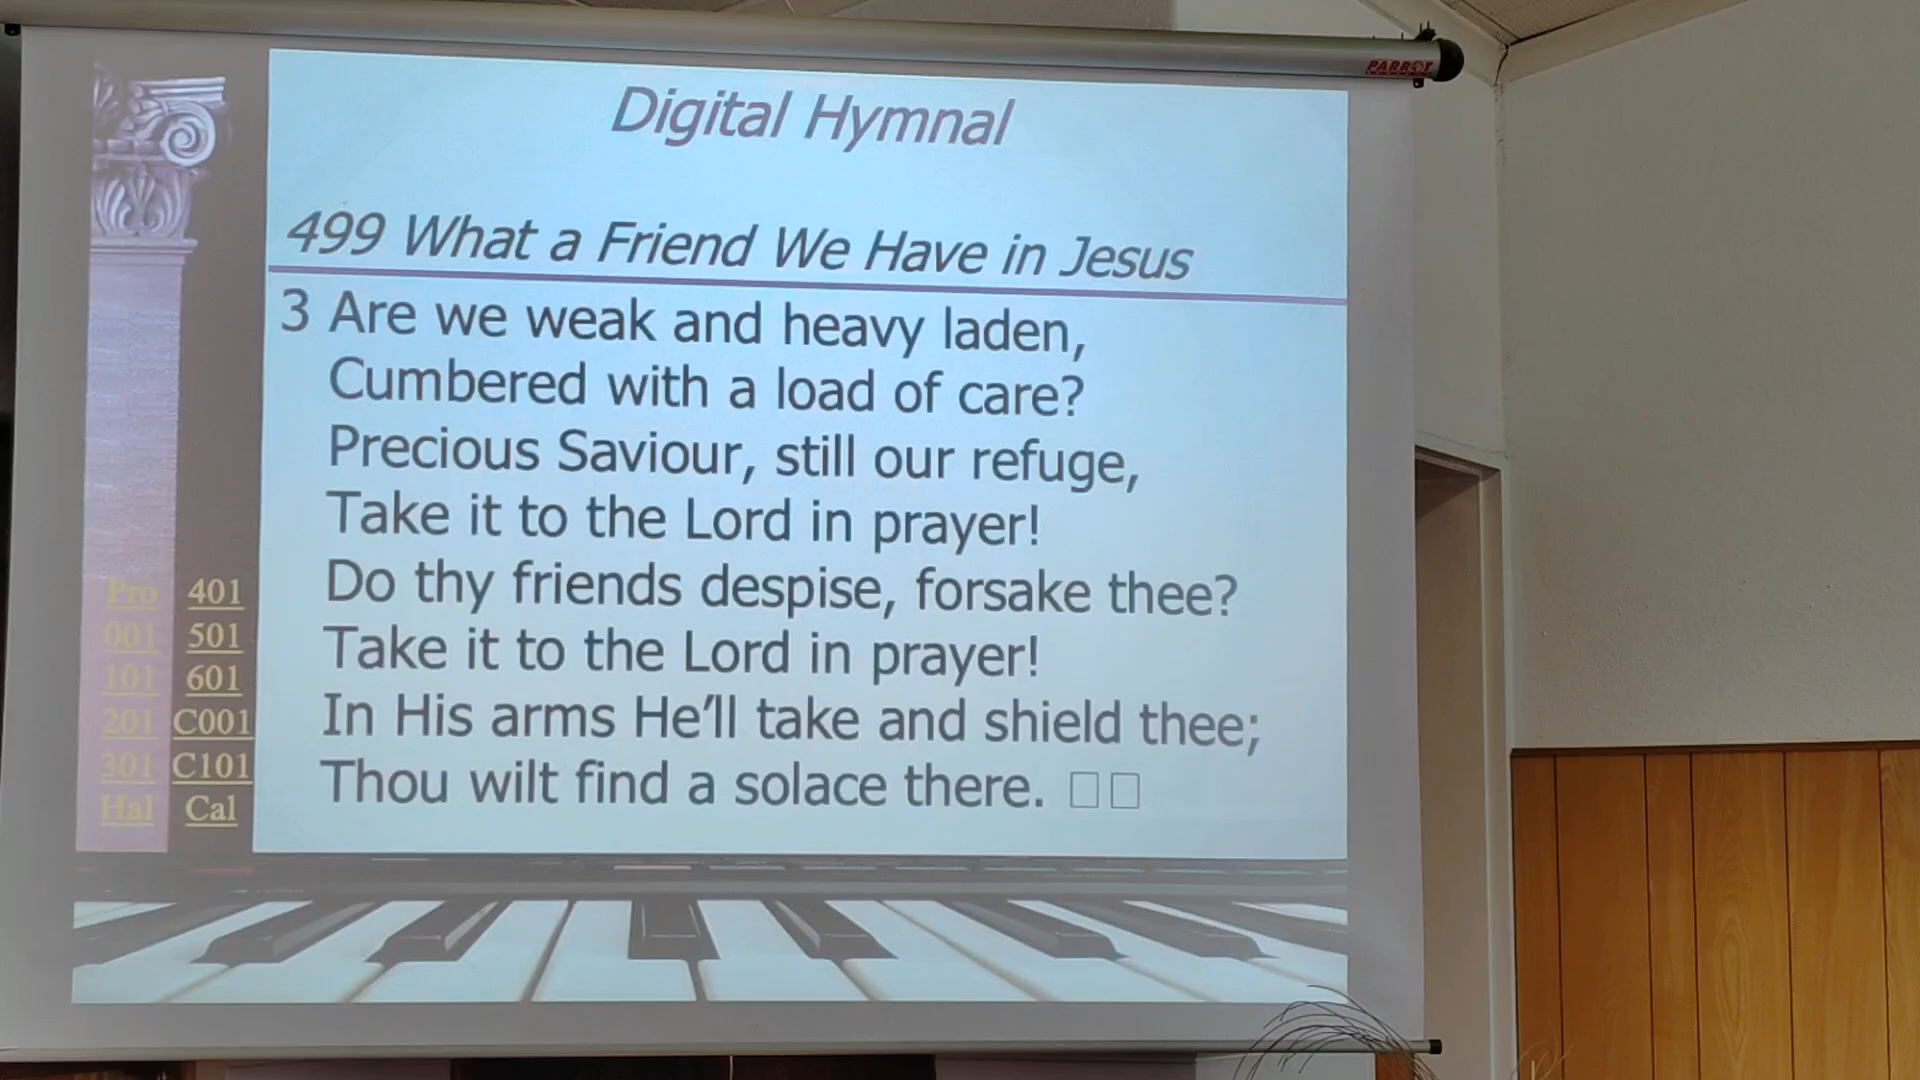 PARROT
Digital Hymnal
499 What a Friend We Have in Jesus
3 Are we weak and heavy laden,
Cumbered with a load of care?
Precious Saviour, still our refuge,
Take it to the Lord in prayer!
Do thy friends despise, forsake thee?
Take it to the Lord in prayer!
In His arms He’ll take and shield thee;
Thou wilt find a solace there. □□
Pro 401
001 501
101 601
201 C001
301 C101
Hal Cal